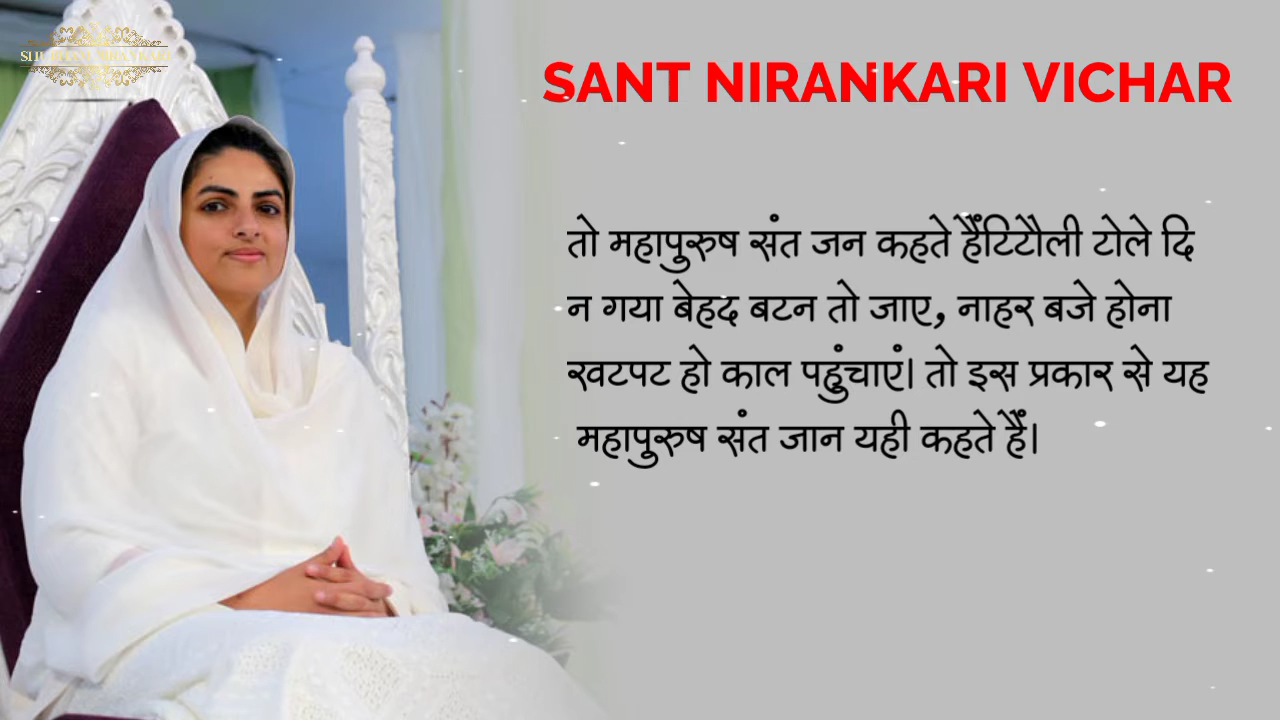 SANT NIRANKARI VICHAR
तो महापुरुष संत जन कहते हैंटिटौली टोले दि
न गया बेहद बटन तो जाए, नाहर बजे होना
खटपट हो काल पहुंचाएं। तो इस प्रकार से यह
महापुरुष संत जान यही कहते हैं।